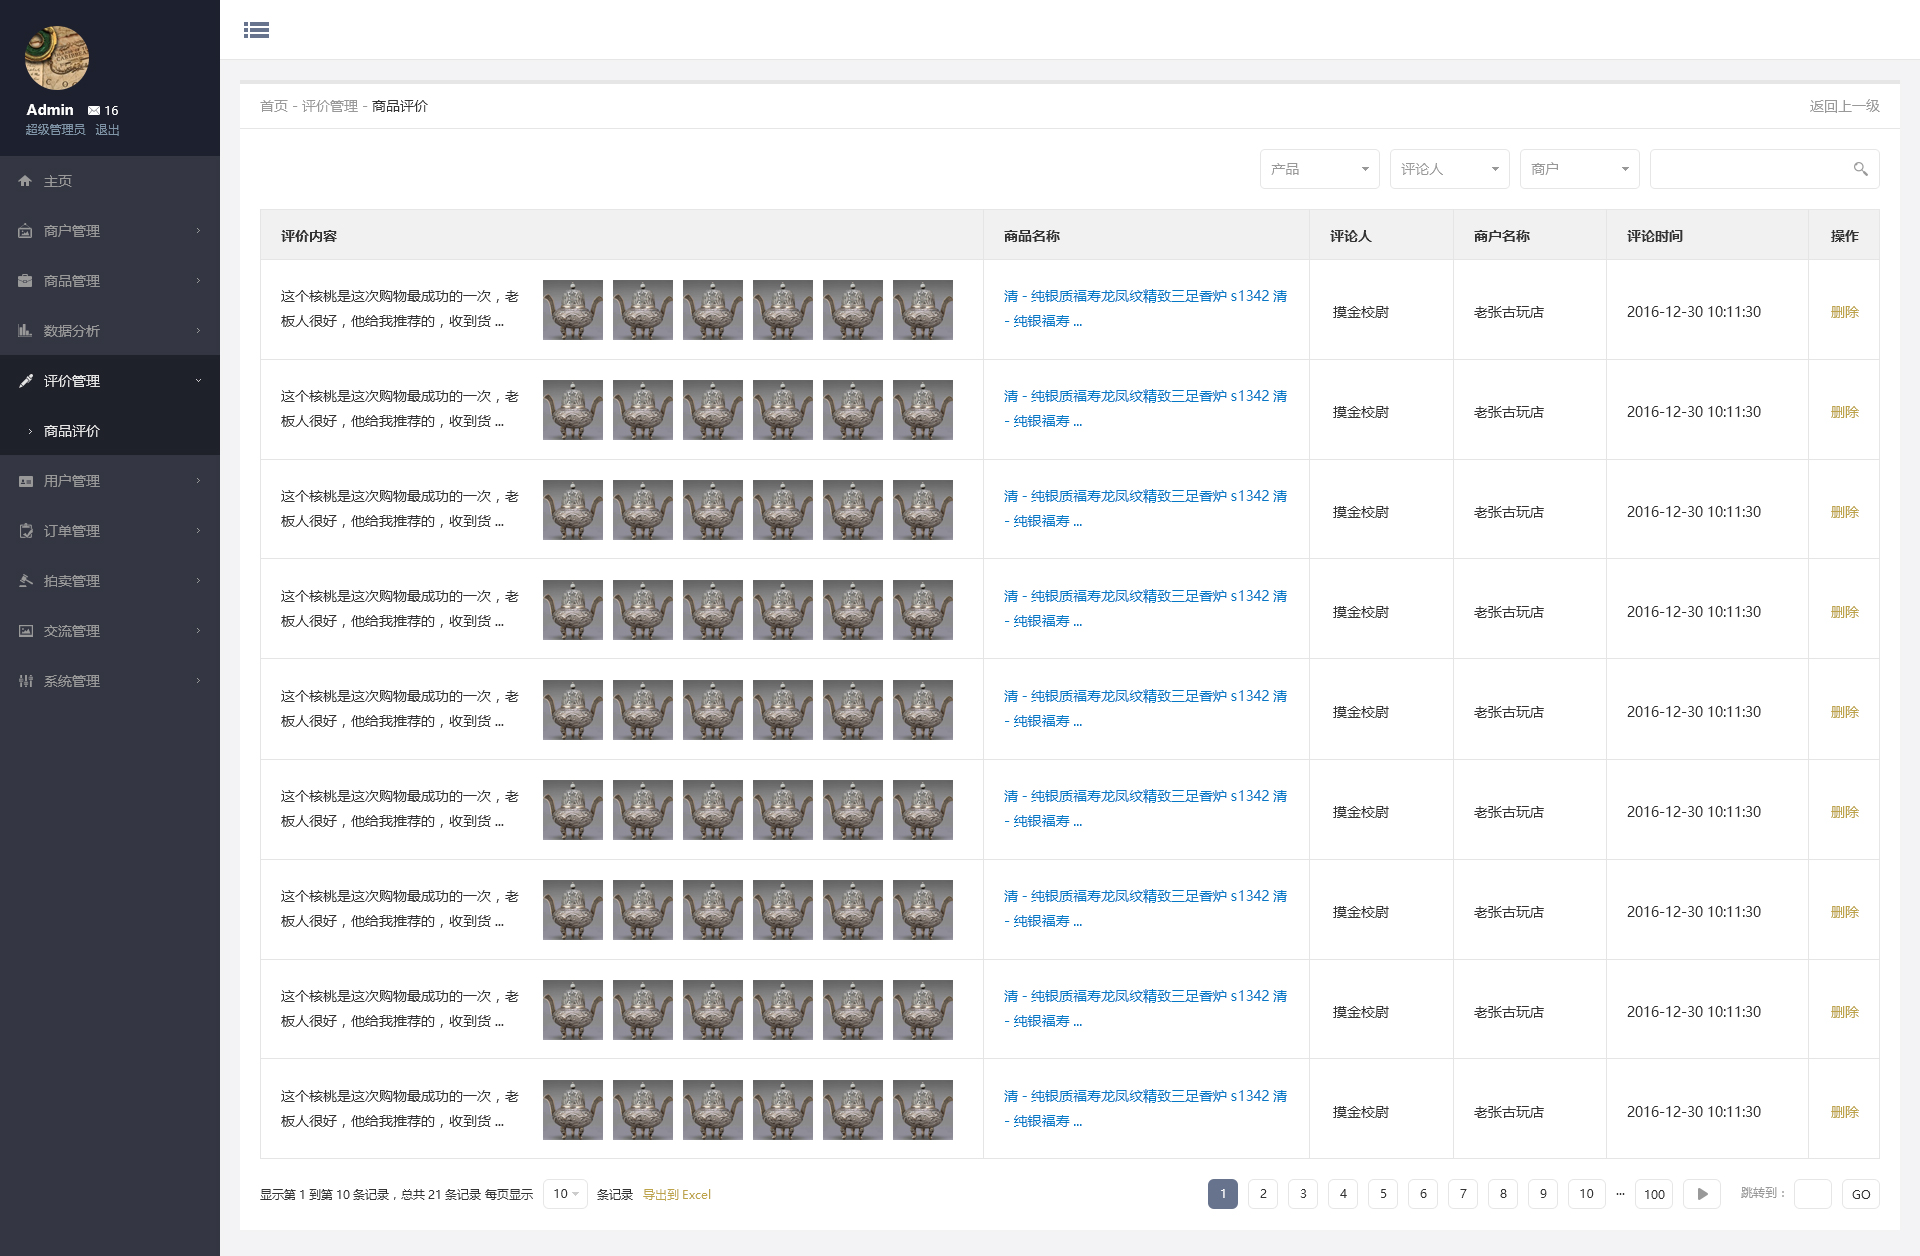 Admin 16
超级管理员 退出
主页
商户管理
商品管理
数据分析
评价管理
商品评价
用户管理
订单管理
拍卖管理
交流管理
系统管理
首页 - 评价管理 - 商品评价
返回上一级
产品 评论人 商户
评价内容 商品名称 评论人 商户名称 评论时间 操作
这个核桃是这次购物最成功的一次，老
板人很好，他给我推荐的，收到货 ...
清 - 纯银质福寿龙凤纹精致三足香炉 s1342 清
- 纯银福寿 ...
摸金校尉 老张古玩店 2016-12-30 10:11:30 删除
这个核桃是这次购物最成功的一次，老
板人很好，他给我推荐的，收到货 ...
清 - 纯银质福寿龙凤纹精致三足香炉 s1342 清
- 纯银福寿 ...
摸金校尉 老张古玩店 2016-12-30 10:11:30 删除
这个核桃是这次购物最成功的一次，老
板人很好，他给我推荐的，收到货 ...
清 - 纯银质福寿龙凤纹精致三足香炉 s1342 清
- 纯银福寿 ...
摸金校尉 老张古玩店 2016-12-30 10:11:30 删除
这个核桃是这次购物最成功的一次，老
板人很好，他给我推荐的，收到货 ...
清 - 纯银质福寿龙凤纹精致三足香炉 s1342 清
- 纯银福寿 ...
摸金校尉 老张古玩店 2016-12-30 10:11:30 删除
这个核桃是这次购物最成功的一次，老
板人很好，他给我推荐的，收到货 ...
清 - 纯银质福寿龙凤纹精致三足香炉 s1342 清
- 纯银福寿 ...
摸金校尉 老张古玩店 2016-12-30 10:11:30 删除
这个核桃是这次购物最成功的一次，老
板人很好，他给我推荐的，收到货 ...
清 - 纯银质福寿龙凤纹精致三足香炉 s1342 清
- 纯银福寿 ...
摸金校尉 老张古玩店 2016-12-30 10:11:30 删除
这个核桃是这次购物最成功的一次，老
板人很好，他给我推荐的，收到货 ...
清 - 纯银质福寿龙凤纹精致三足香炉 s1342 清
- 纯银福寿 ...
摸金校尉 老张古玩店 2016-12-30 10:11:30 删除
这个核桃是这次购物最成功的一次，老
板人很好，他给我推荐的，收到货 ...
清 - 纯银质福寿龙凤纹精致三足香炉 s1342 清
- 纯银福寿 ...
摸金校尉 老张古玩店 2016-12-30 10:11:30 删除
这个核桃是这次购物最成功的一次，老
板人很好，他给我推荐的，收到货 ...
清 - 纯银质福寿龙凤纹精致三足香炉 s1342 清
- 纯银福寿 ...
摸金校尉 老张古玩店 2016-12-30 10:11:30 删除
显示第 1 到第 10 条记录，总共 21 条记录 每页显示 10 条记录 导出到 Excel
1 2 3 4 5 6 7 8 9 10 ... 100 跳转到： GO